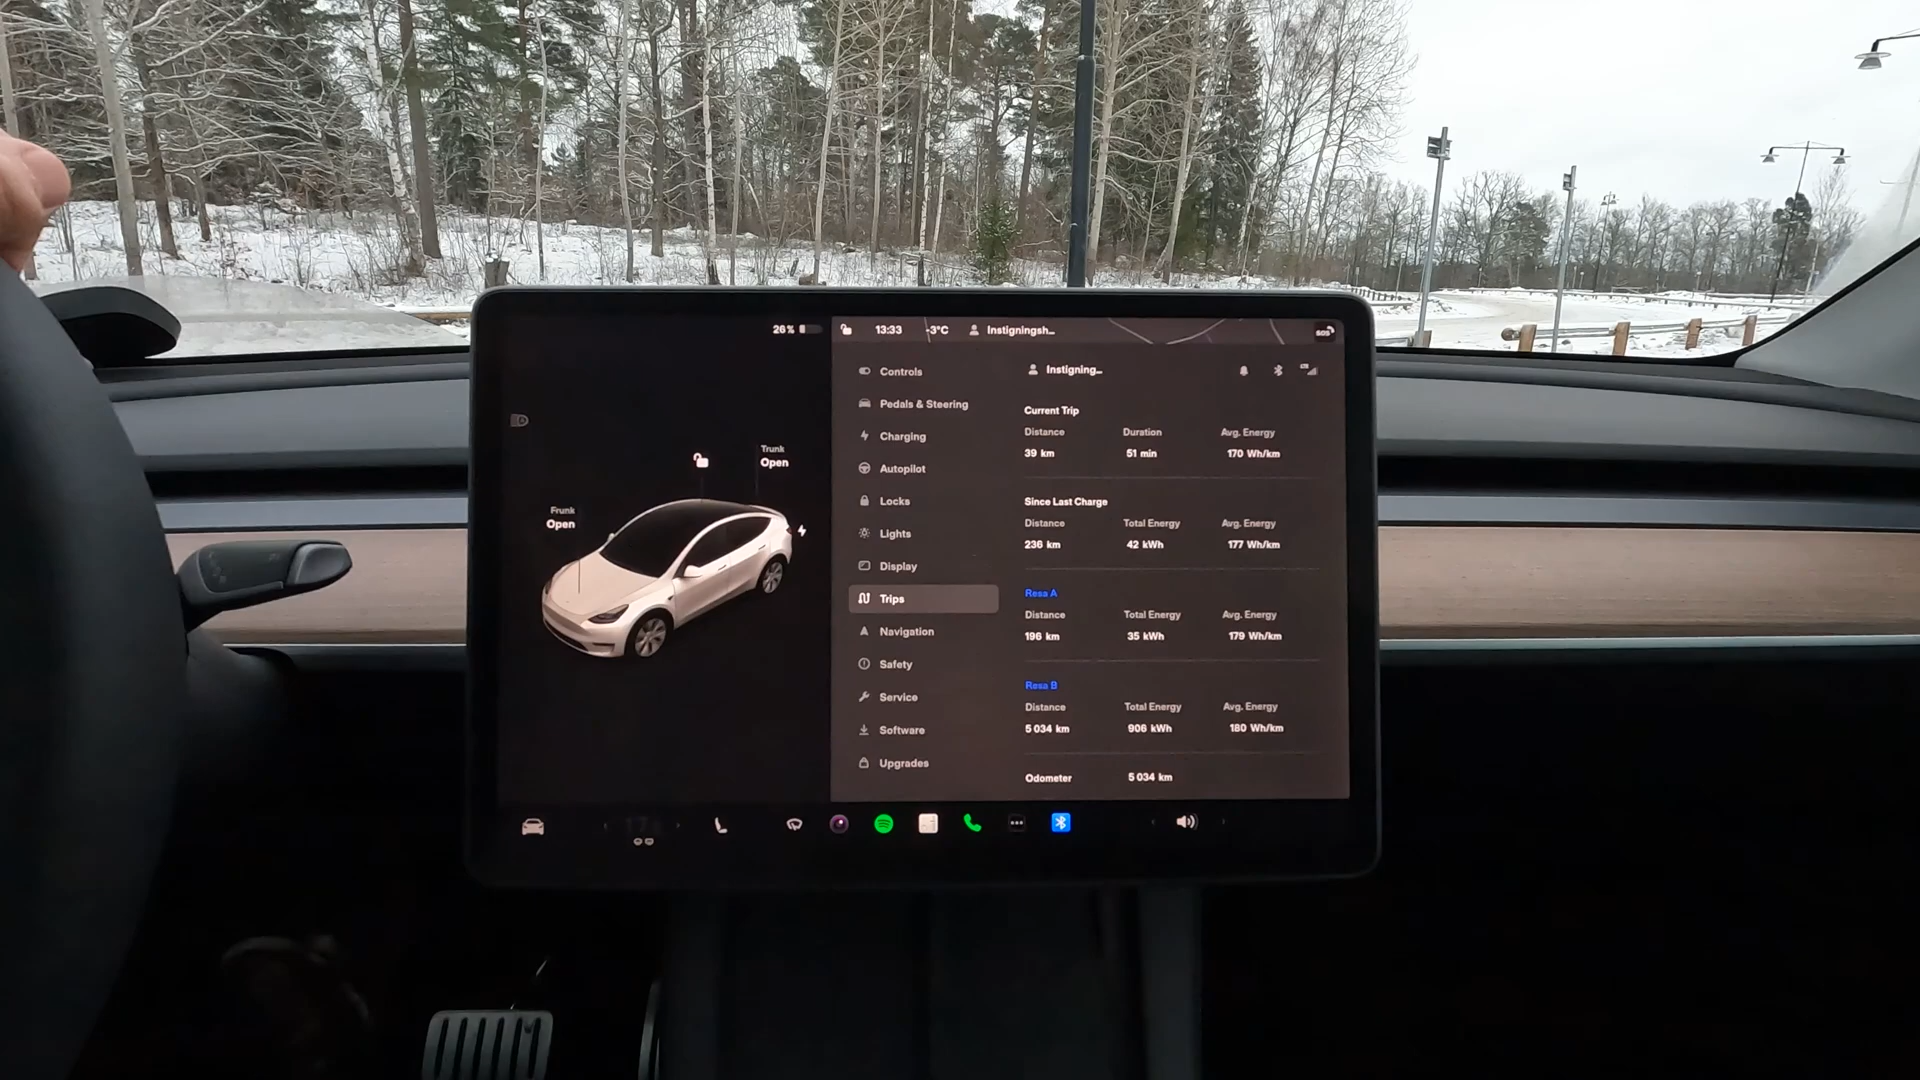 26%
13:33
-3°C
Instigningsh...
SOS
Trunk
Open
Frunk
Open
Controls
Pedals & Steering
Charging
Autopilot
Locks
Lights
Display
Trips
Navigation
Safety
Service
Software
Upgrades
Instigning...
Current Trip
Distance Duration Avg. Energy
39 km 51 min 170 Wh/km
Since Last Charge
Distance Total Energy Avg. Energy
236 km 42 kWh 177 Wh/km
Resa A
Distance Total Energy Avg. Energy
196 km 35 kWh 179 Wh/km
Resa B
Distance Total Energy Avg. Energy
5 034 km 906 kWh 180 Wh/km
Odometer 5 034 km